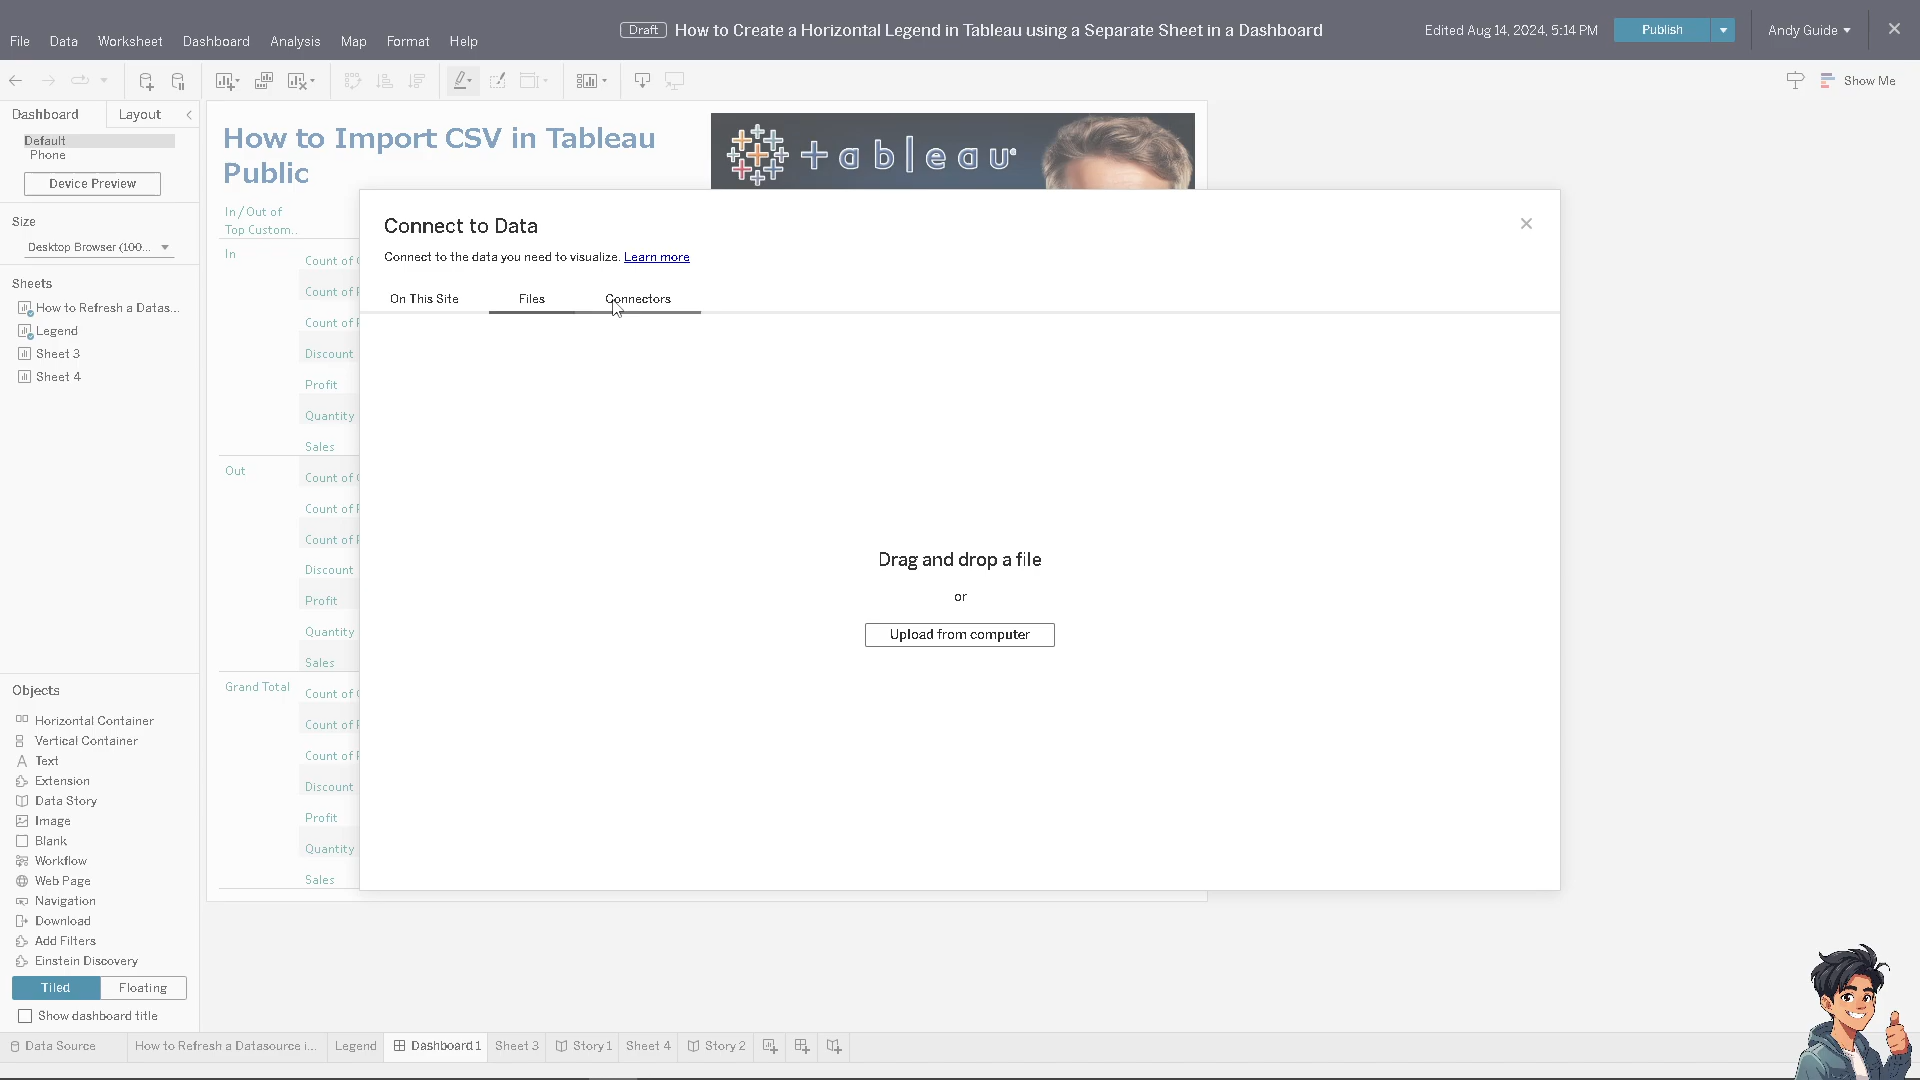 Draft How to Create a Horizontal Legend in Tableau using a Separate Sheet in a Dashboard
Edited Aug 14, 2024, 5:14 PM
Publish
Andy Guide
File Data Worksheet Dashboard Analysis Map Format Help
Show Me
Dashboard Layout
Default
Phone
Device Preview
Size
Desktop Browser (100...
Sheets
How to Refresh a Datas...
Legend
Sheet 3
Sheet 4
Objects
Horizontal Container
Vertical Container
Text
Extension
Data Story
Image
Blank
Workflow
Web Page
Navigation
Download
Add Filters
Einstein Discovery
Tiled Floating
Show dashboard title
How to Import CSV in Tableau
Public
+ableau
In / Out of
Top Custom..
In
Count of
Count of
Count of
Discount
Profit
Quantity
Sales
Out
Count of
Count of
Count of
Discount
Profit
Quantity
Sales
Grand Total
Count of
Count of
Count of
Discount
Profit
Quantity
Sales
Connect to Data
Connect to the data you need to visualize. Learn more
On This Site Files Connectors
Drag and drop a file
or
Upload from computer
Data Source How to Refresh a Datasource i... Legend Dashboard 1 Sheet 3 Story 1 Sheet 4 Story 2